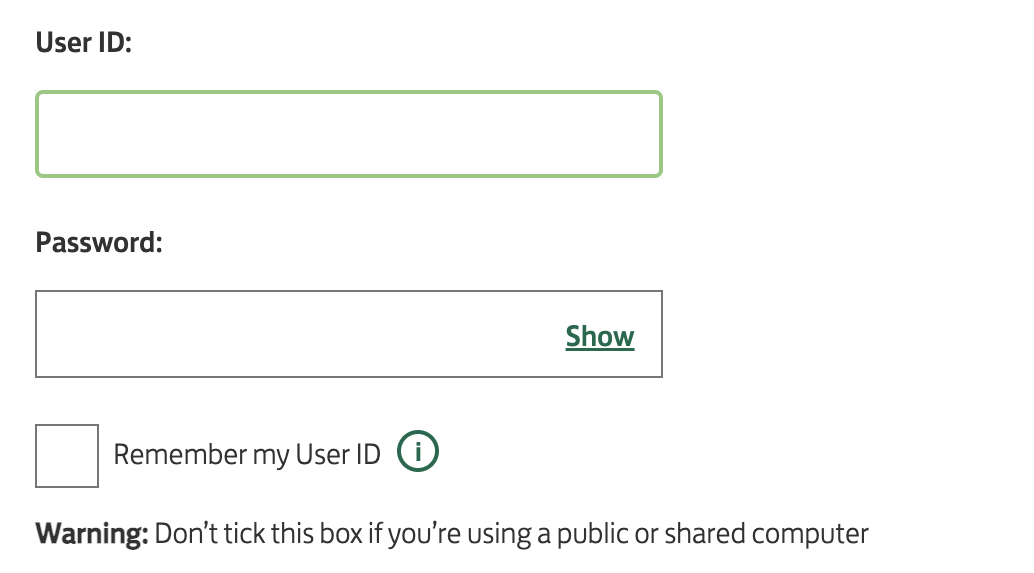 User ID:
Password:
Show
Remember my User ID i
Warning: Don't tick this box if you're using a public or shared computer